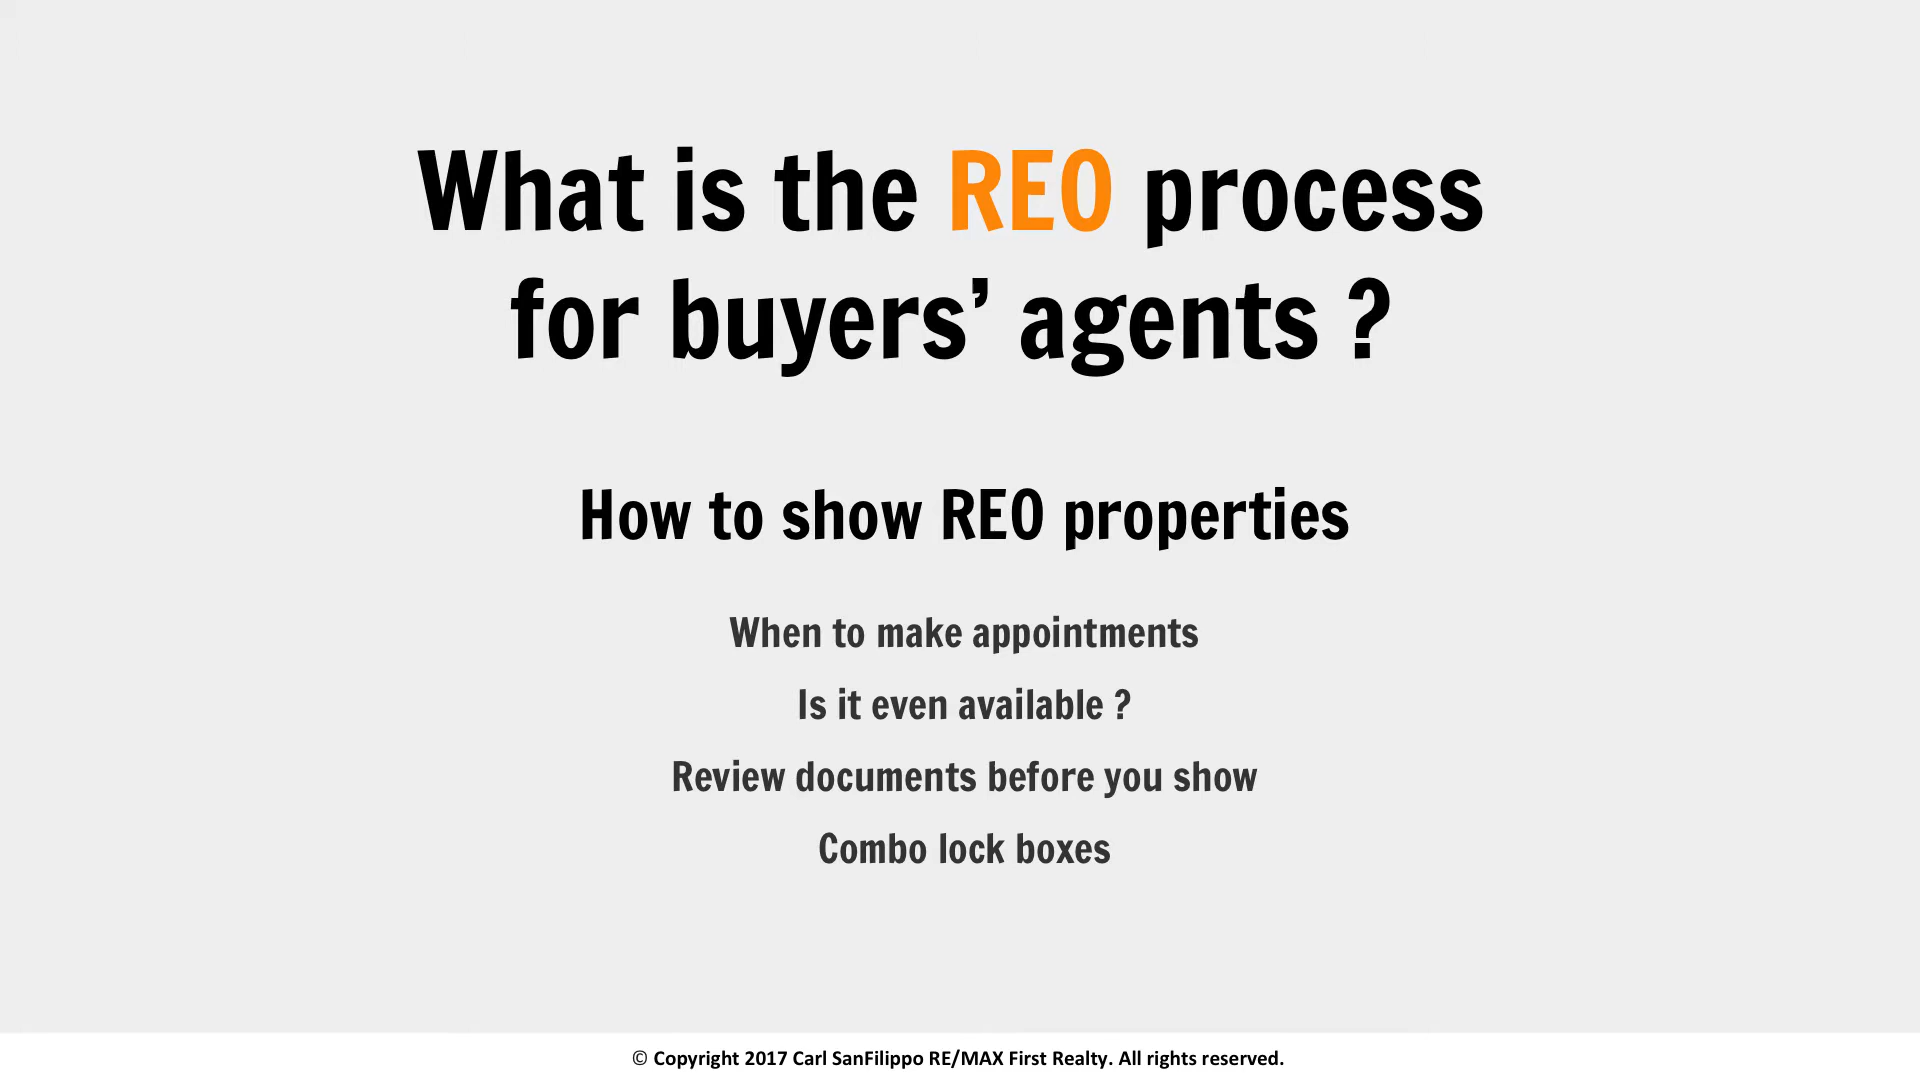 What is the REO process
for buyers’ agents ?
How to show REO properties
When to make appointments
Is it even available ?
Review documents before you show
Combo lock boxes
© Copyright 2017 Carl SanFilippo RE/MAX First Realty. All rights reserved.